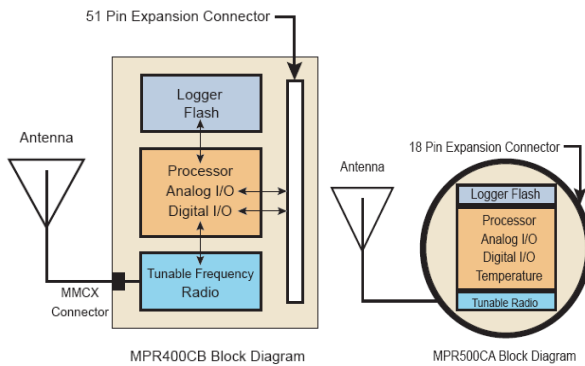 51 Pin Expansion Connector
Logger
Flash
Antenna
Processor
Analog I/O
Digital I/O
Tunable Frequency
Radio
MMCX
Connector
MPR400CB Block Diagram
18 Pin Expansion Connector
Antenna
Logger Flash
Processor
Analog I/O
Digital I/O
Temperature
Tunable Radio
MPR500CA Block Diagram